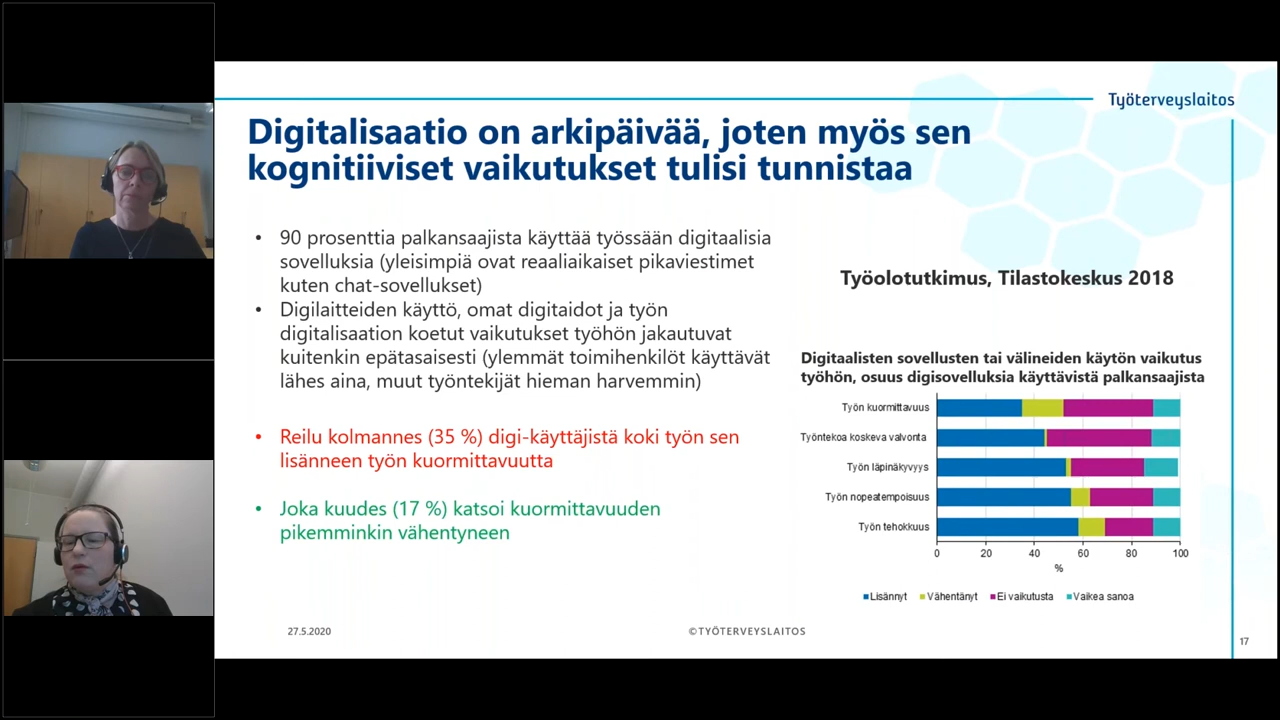 Työterveyslaitos
Digitalisaatio on arkipäivää, joten myös sen
kognitiiviset vaikutukset tulisi tunnistaa
• 90 prosenttia palkansaajista käyttää työssään digitaalisia
sovelluksia (yleisimpiä ovat reaaliaikaiset pikaviestimet
kuten chat-sovellukset)
• Digilaitteiden käyttö, omat digitaidot ja työn
digitalisaation koetut vaikutukset työhön jakautuvat
kuitenkin epätasaisesti (ylemmät toimihenkilöt käyttävät
lähes aina, muut työntekijät hieman harvemmin)
• Reilu kolmannes (35 %) digi-käyttäjistä koki työn sen
lisänneen työn kuormittavuutta
• Joka kuudes (17 %) katsoi kuormittavuuden
pikemminkin vähentyneen
Työolotutkimus, Tilastokeskus 2018
Digitaalisten sovellusten tai välineiden käytön vaikutus
työhön, osuus digisovelluksia käyttävistä palkansaajista
Työn kuormittavuus
Työntekoa koskeva valvonta
Työn läpinäkyvyys
Työn nopeatempoisuus
Työn tehokkuus
0 20 40 60 80 100
%
Lisännyt Vähentänyt Ei vaikutusta Vaikea sanoa
27.5.2020
©TYÖTERVEYSLAITOS
17